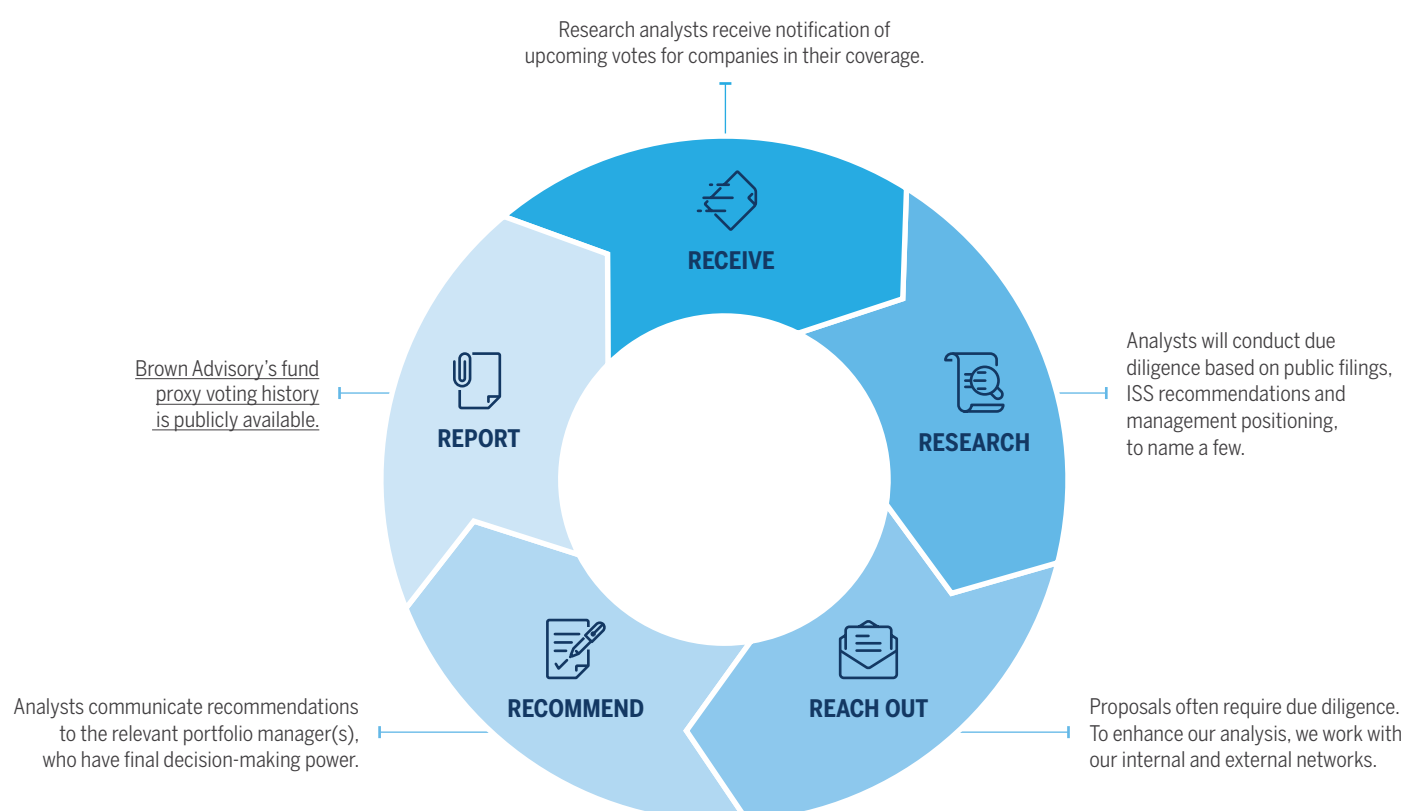 Research analysts receive notification of
upcoming votes for companies in their coverage.
RECEIVE
Analysts will conduct due
diligence based on public filings,
ISS recommendations and
management positioning,
to name a few.
RESEARCH
Proposals often require due diligence.
To enhance our analysis, we work with
our internal and external networks.
REACH OUT
Analysts communicate recommendations
to the relevant portfolio manager(s),
who have final decision-making power.
RECOMMEND
Brown Advisory’s fund
proxy voting history
is publicly available.
REPORT